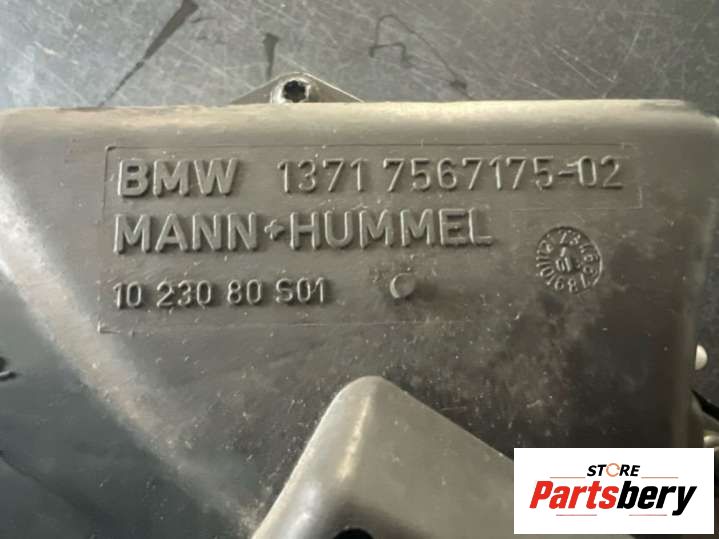 BMW 1371 7567175-02
MANN+HUMMEL
10 230 80 S01
STORE
Partsbery